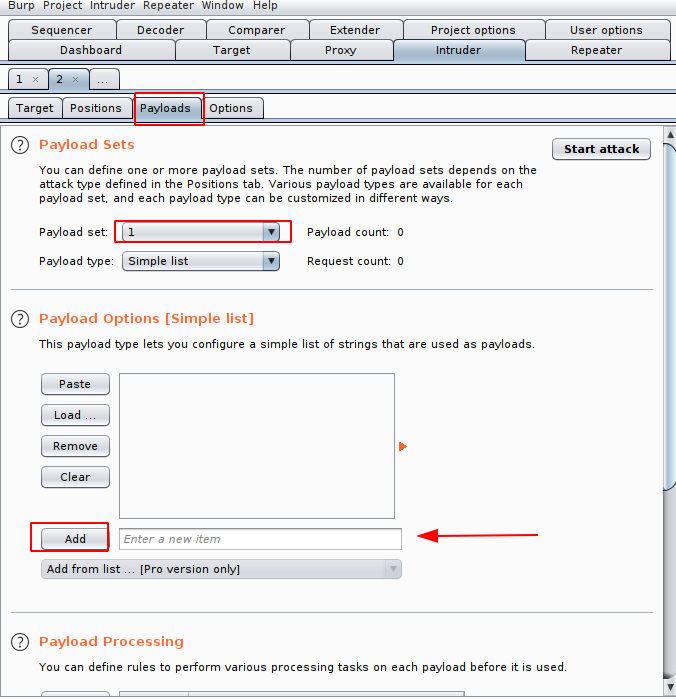 Burp Project Intruder Repeater Window Help
Sequencer Decoder Comparer Extender Project options User options
Dashboard Target Proxy Intruder Repeater
1 × 2 × ...
Target Positions Payloads Options
? Payload Sets Start attack
You can define one or more payload sets. The number of payload sets depends on the
attack type defined in the Positions tab. Various payload types are available for each
payload set, and each payload type can be customized in different ways.
Payload set: 1 Payload count: 0
Payload type: Simple list Request count: 0
? Payload Options [Simple list]
This payload type lets you configure a simple list of strings that are used as payloads.
Paste
Load ...
Remove
Clear
Add Enter a new item
Add from list ... [Pro version only]
? Payload Processing
You can define rules to perform various processing tasks on each payload before it is used.